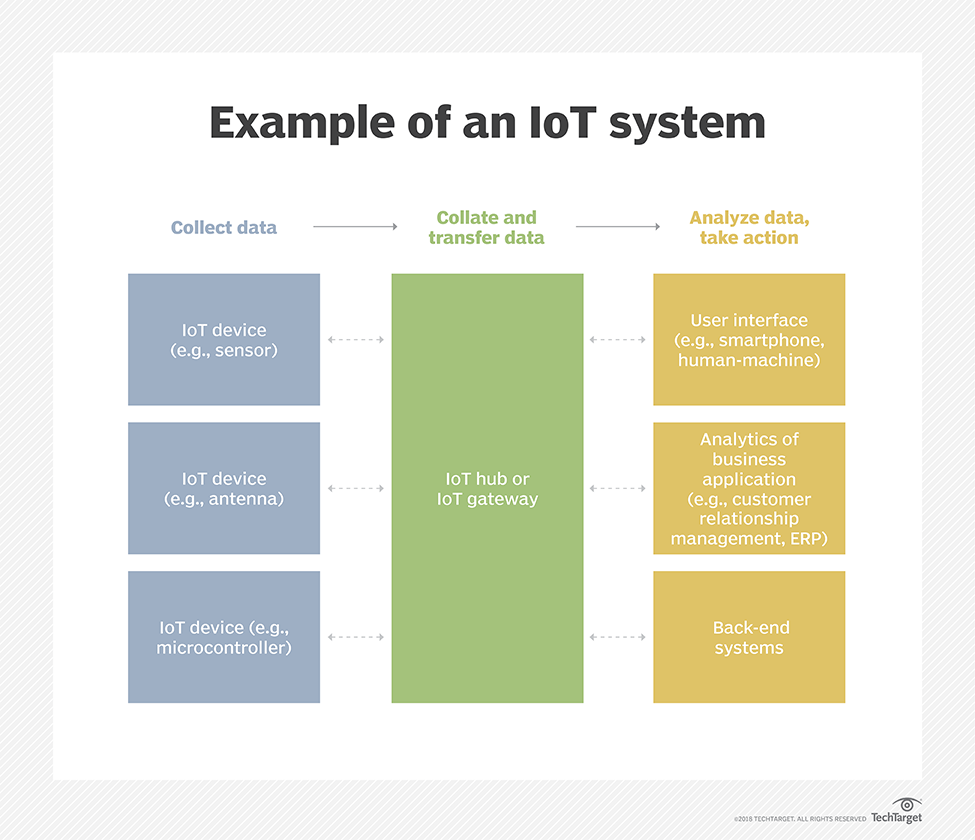 Example of an IoT system
Collect data
Collate and
transfer data
Analyze data,
take action
IoT device
(e.g., sensor)
IoT device
(e.g., antenna)
IoT device (e.g.,
microcontroller)
IoT hub or
IoT gateway
User interface
(e.g., smartphone,
human-machine)
Analytics of
business
application
(e.g., customer
relationship
management, ERP)
Back-end
systems
©2018 TECHTARGET. ALL RIGHTS RESERVED
TechTarget